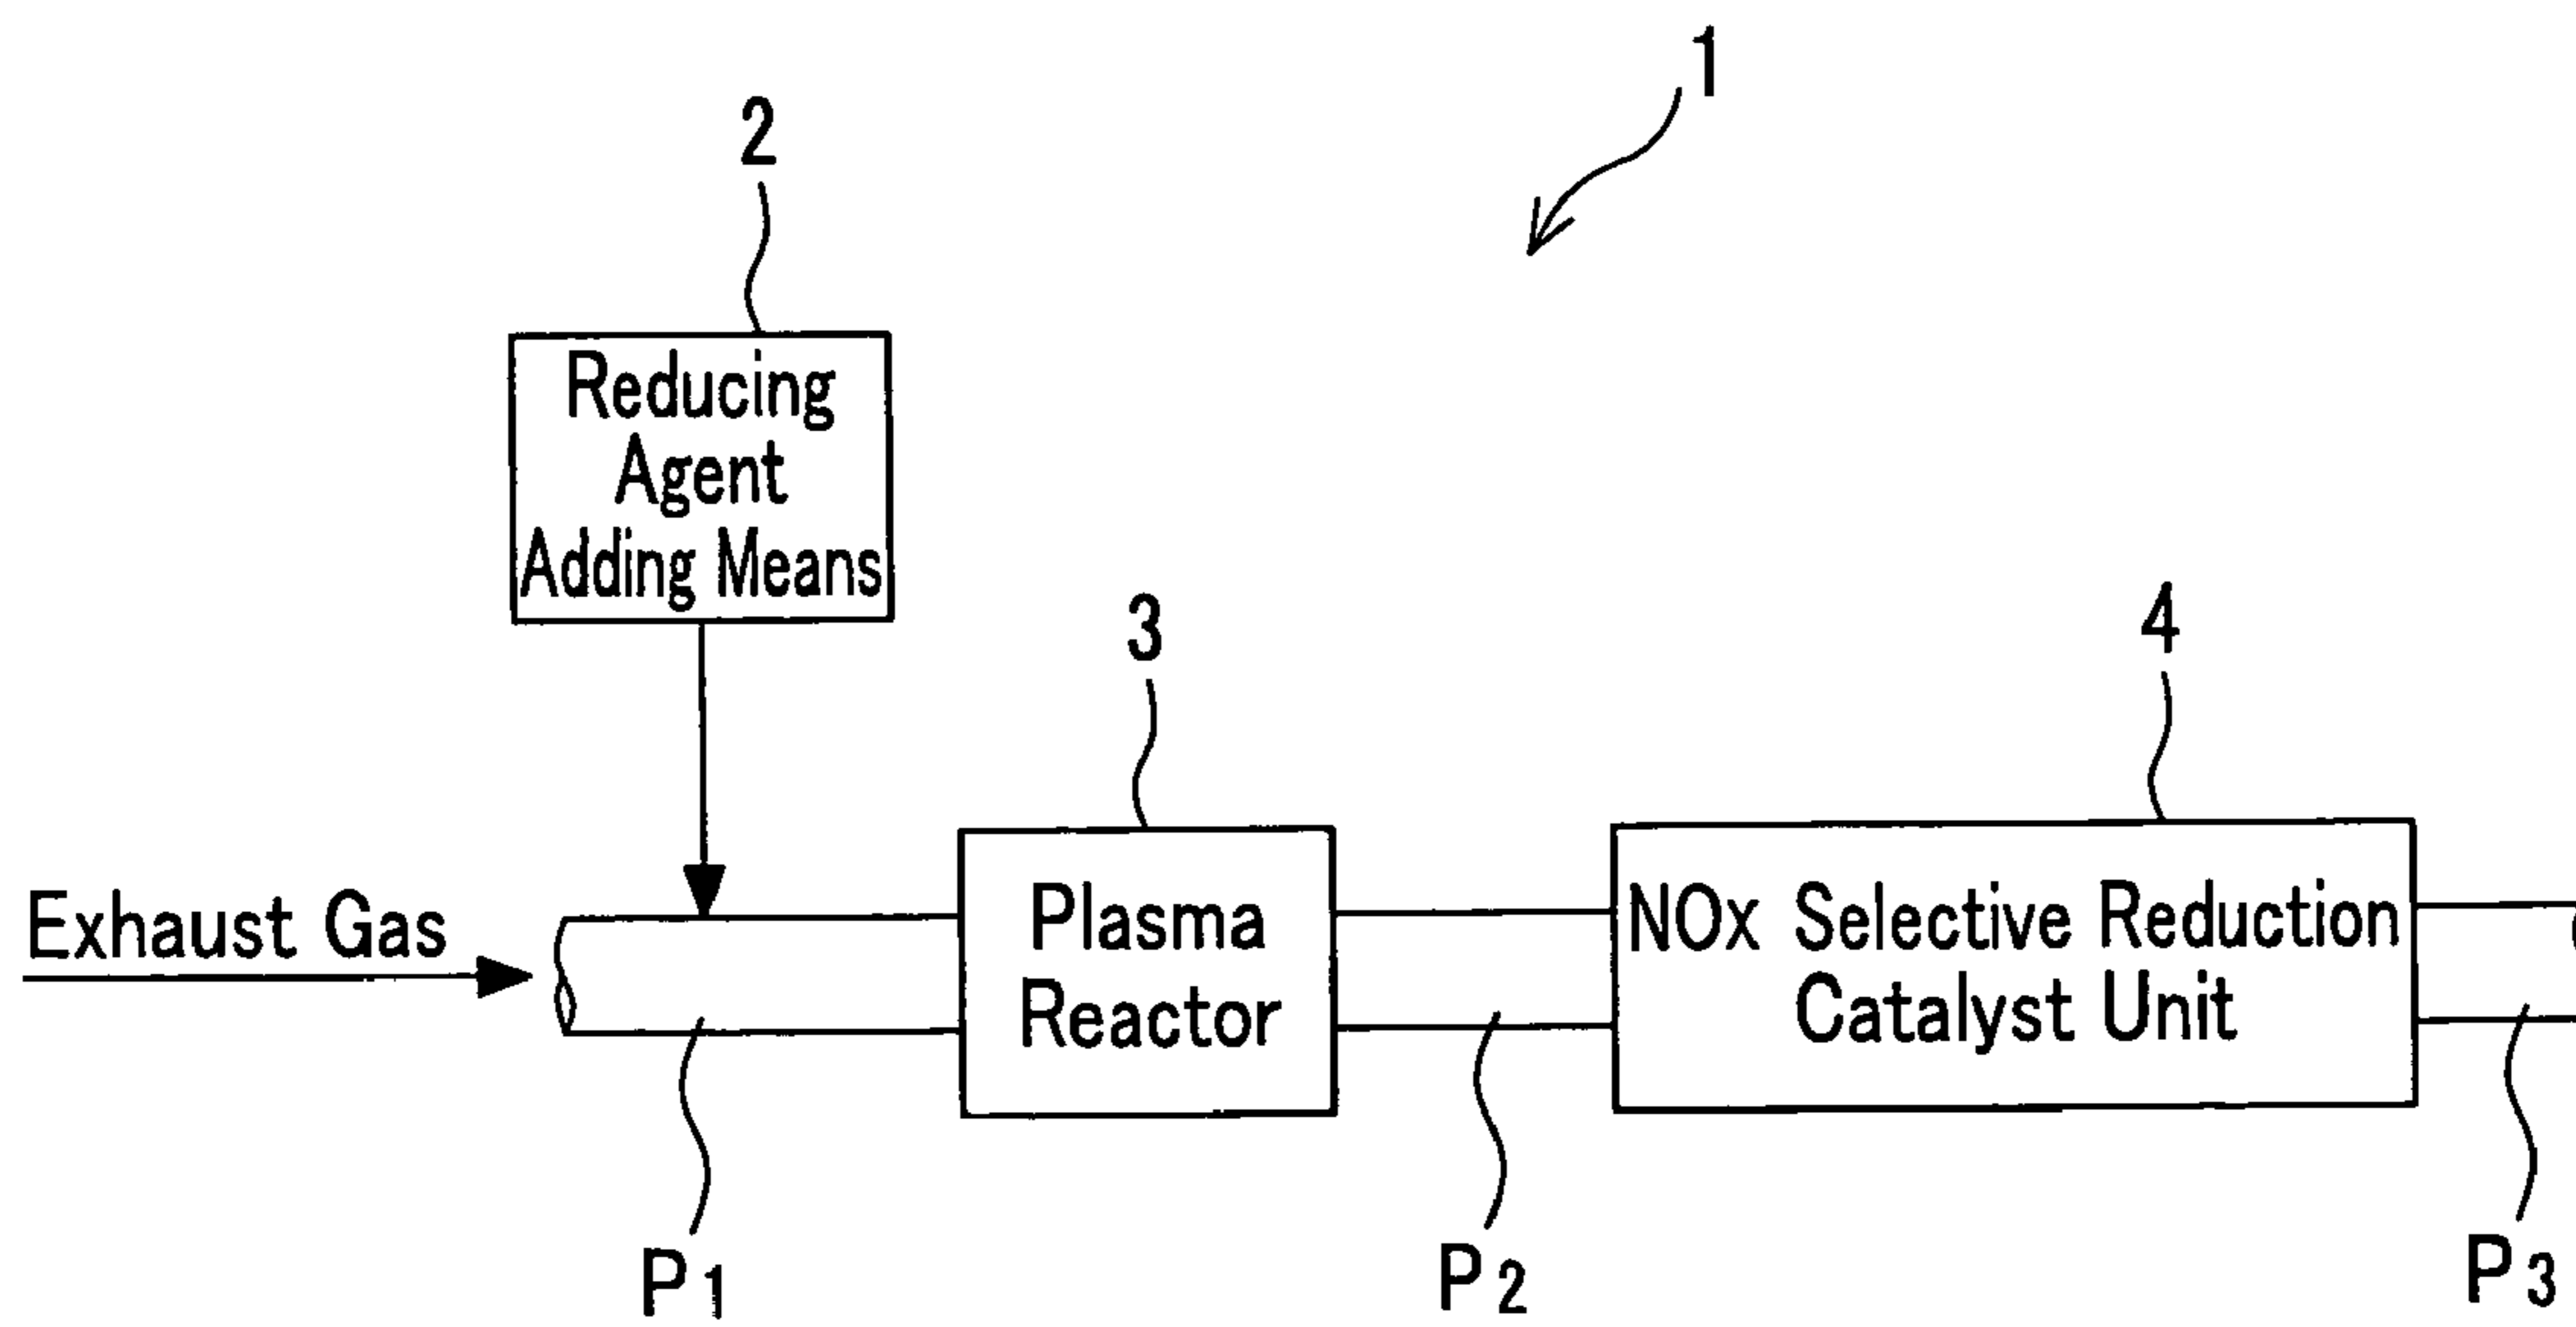 1
2
Reducing
Agent
Adding Means
3
4
Exhaust Gas
Plasma
Reactor
NOx Selective Reduction
Catalyst Unit
P1
P2
P3